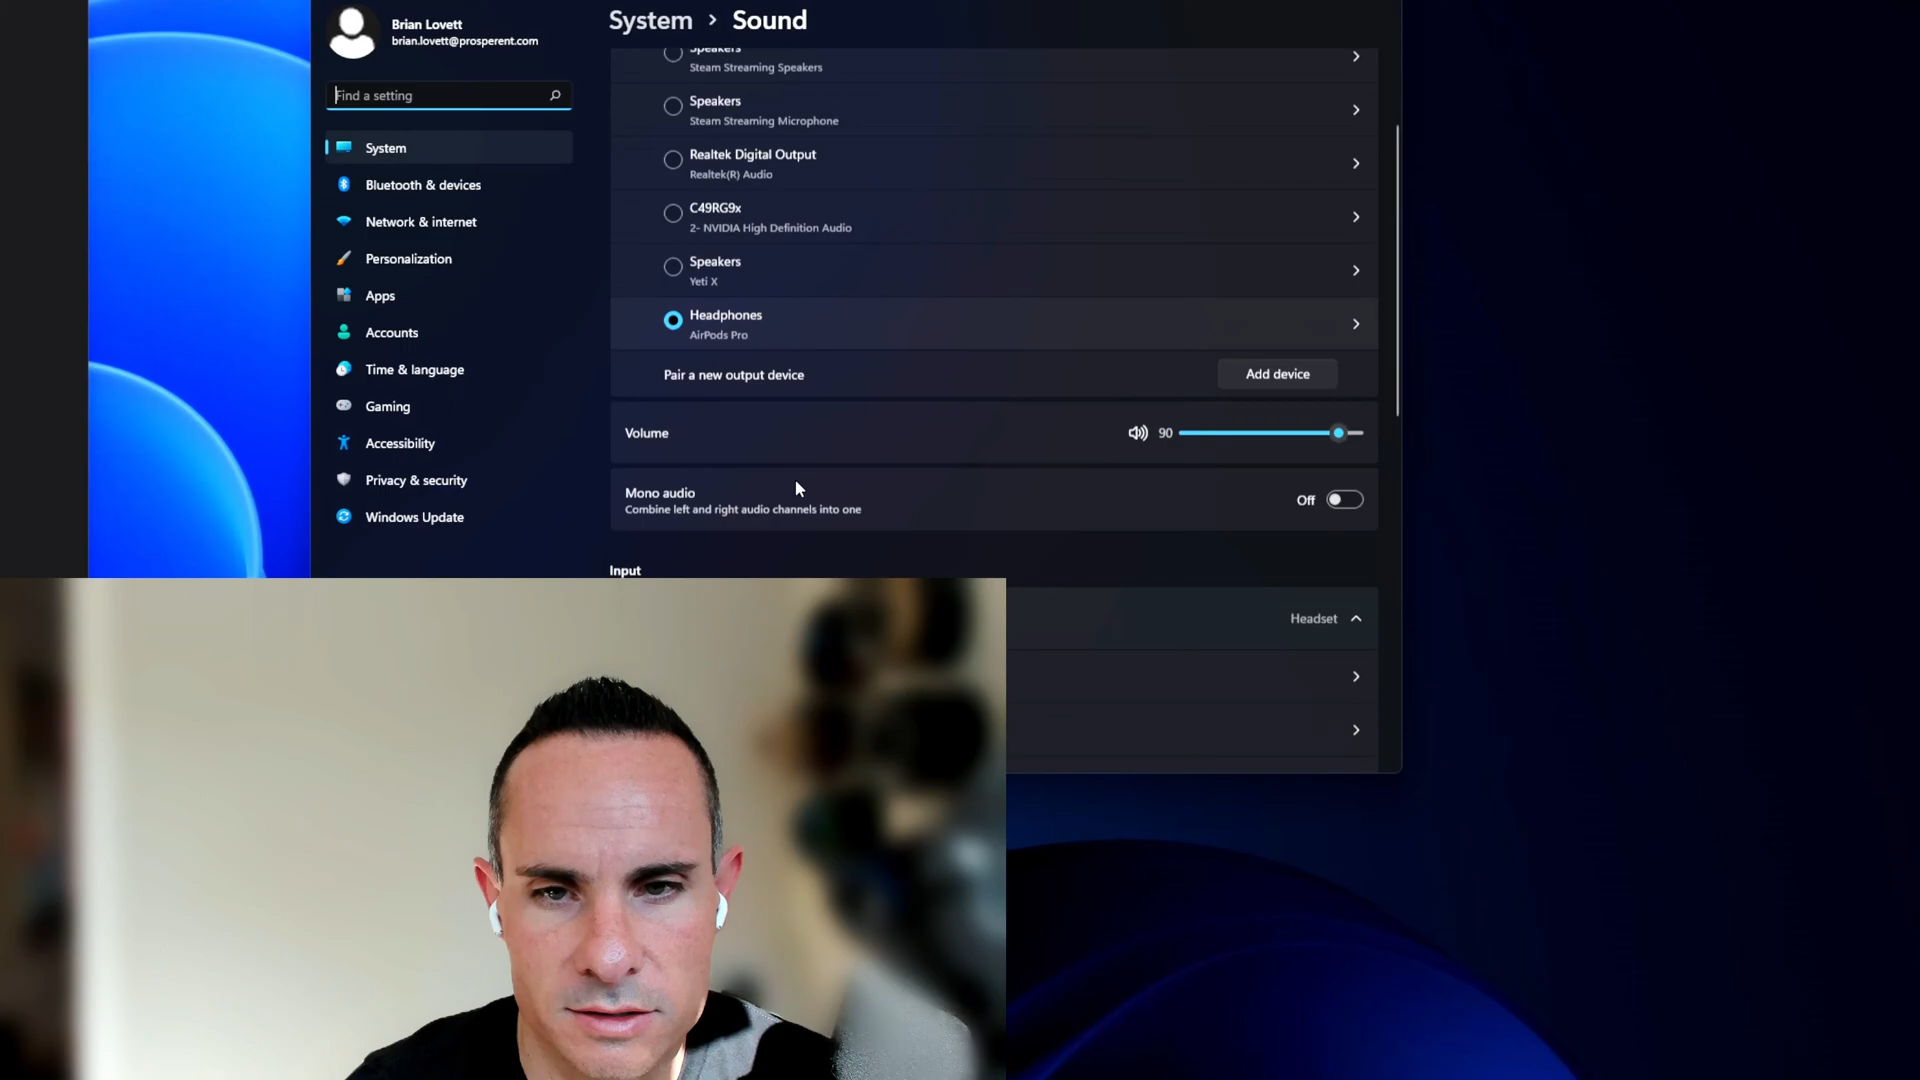 Brian Lovett
brian.lovett@prosperent.com
Find a setting
System
Bluetooth & devices
Network & internet
Personalization
Apps
Accounts
Time & language
Gaming
Accessibility
Privacy & security
Windows Update
System > Sound
Speakers
Steam Streaming Speakers
Speakers
Steam Streaming Microphone
Realtek Digital Output
Realtek(R) Audio
C49RG9x
2- NVIDIA High Definition Audio
Speakers
Yeti X
Headphones
AirPods Pro
Pair a new output device
Add device
Volume
90
Mono audio
Combine left and right audio channels into one
Off
Input
Headset